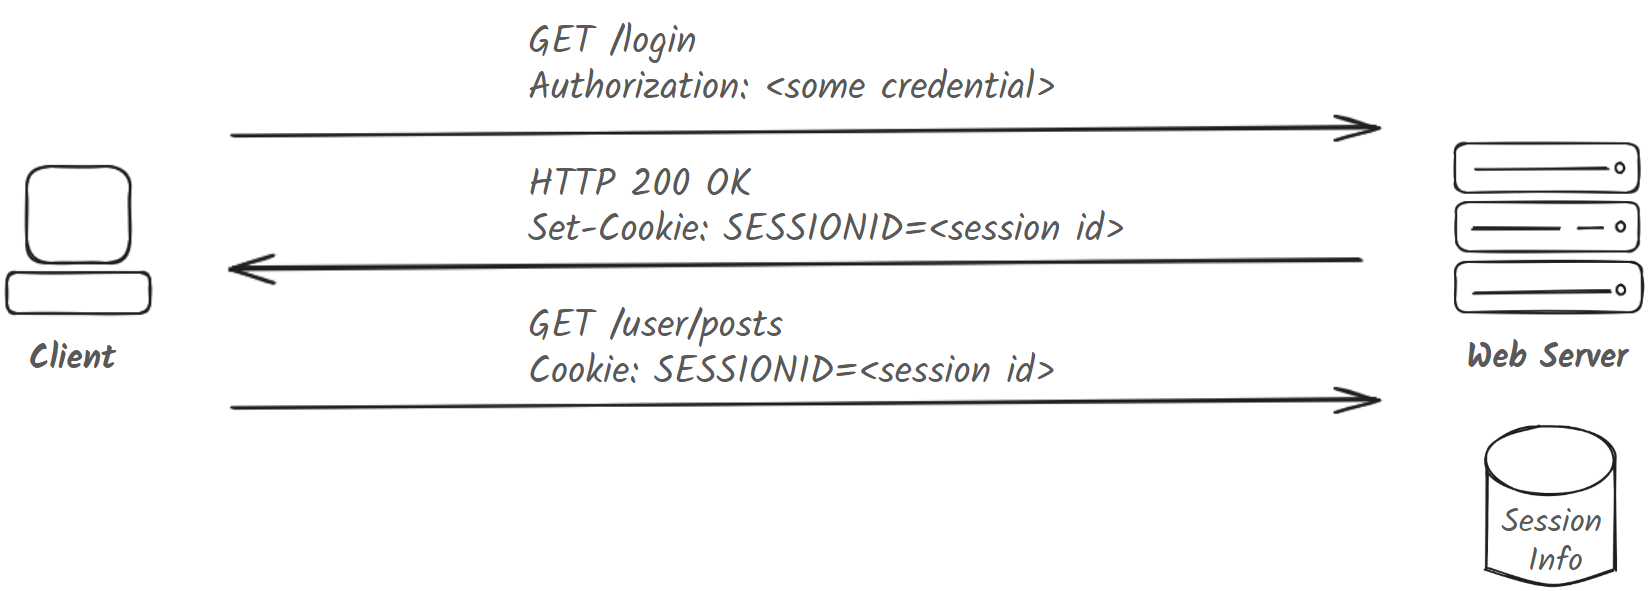 GET /login
Authorization: <some credential>
HTTP 200 OK
Set-Cookie: SESSIONID=<session id>
GET /user/posts
Cookie: SESSIONID=<session id>
Client
Web Server
Session
Info